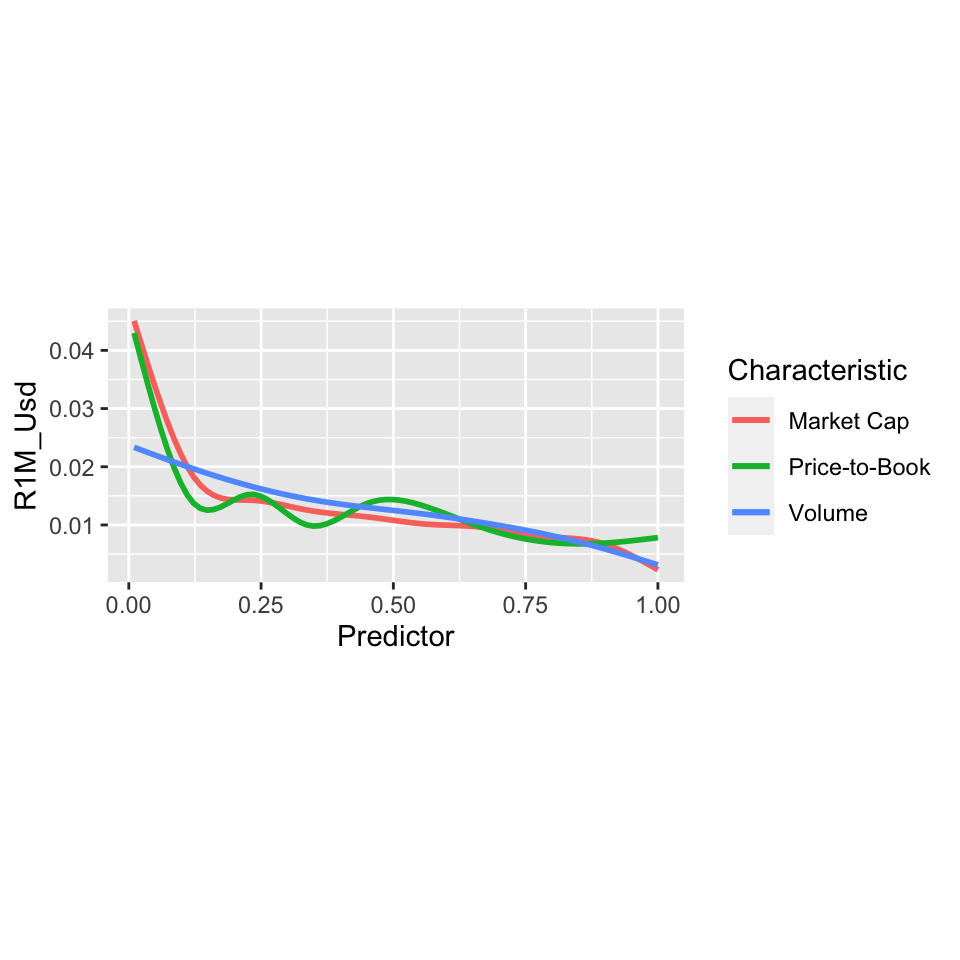 R1M_Usd
0.04
0.03
0.02
0.01
0.00 0.25 0.50 0.75 1.00
Predictor
Characteristic
Market Cap
Price-to-Book
Volume